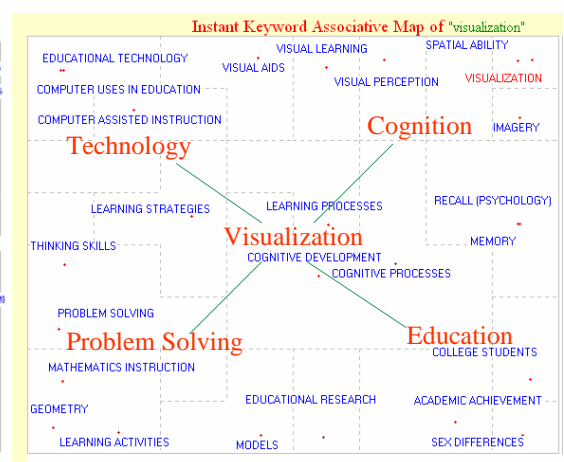 Instant Keyword Associative Map of "visualization"
VISUAL LEARNING
SPATIAL ABILITY
EDUCATIONAL TECHNOLOGY
VISUAL AIDS
VISUALIZATION
VISUAL PERCEPTION
COMPUTER USES IN EDUCATION
COMPUTER ASSISTED INSTRUCTION
Cognition
IMAGERY
Technology
RECALL (PSYCHOLOGY)
LEARNING PROCESSES
LEARNING STRATEGIES
Visualization
MEMORY
THINKING SKILLS
COGNITIVE DEVELOPMENT
COGNITIVE PROCESSES
PROBLEM SOLVING
Problem Solving
Education
COLLEGE STUDENTS
MATHEMATICS INSTRUCTION
EDUCATIONAL RESEARCH
ACADEMIC ACHIEVEMENT
GEOMETRY
LEARNING ACTIVITIES
MODELS
SEX DIFFERENCES